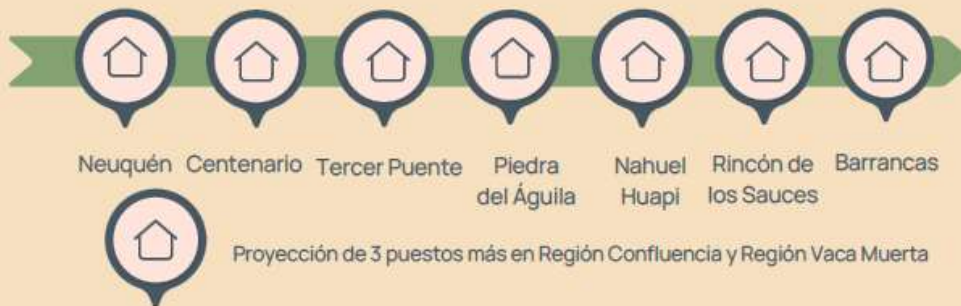 Neuquén Centenario Tercer Puente Piedra del Águila Nahuel Huapi Rincón de los Sauces Barrancas
Proyección de 3 puestos más en Región Confluencia y Región Vaca Muerta